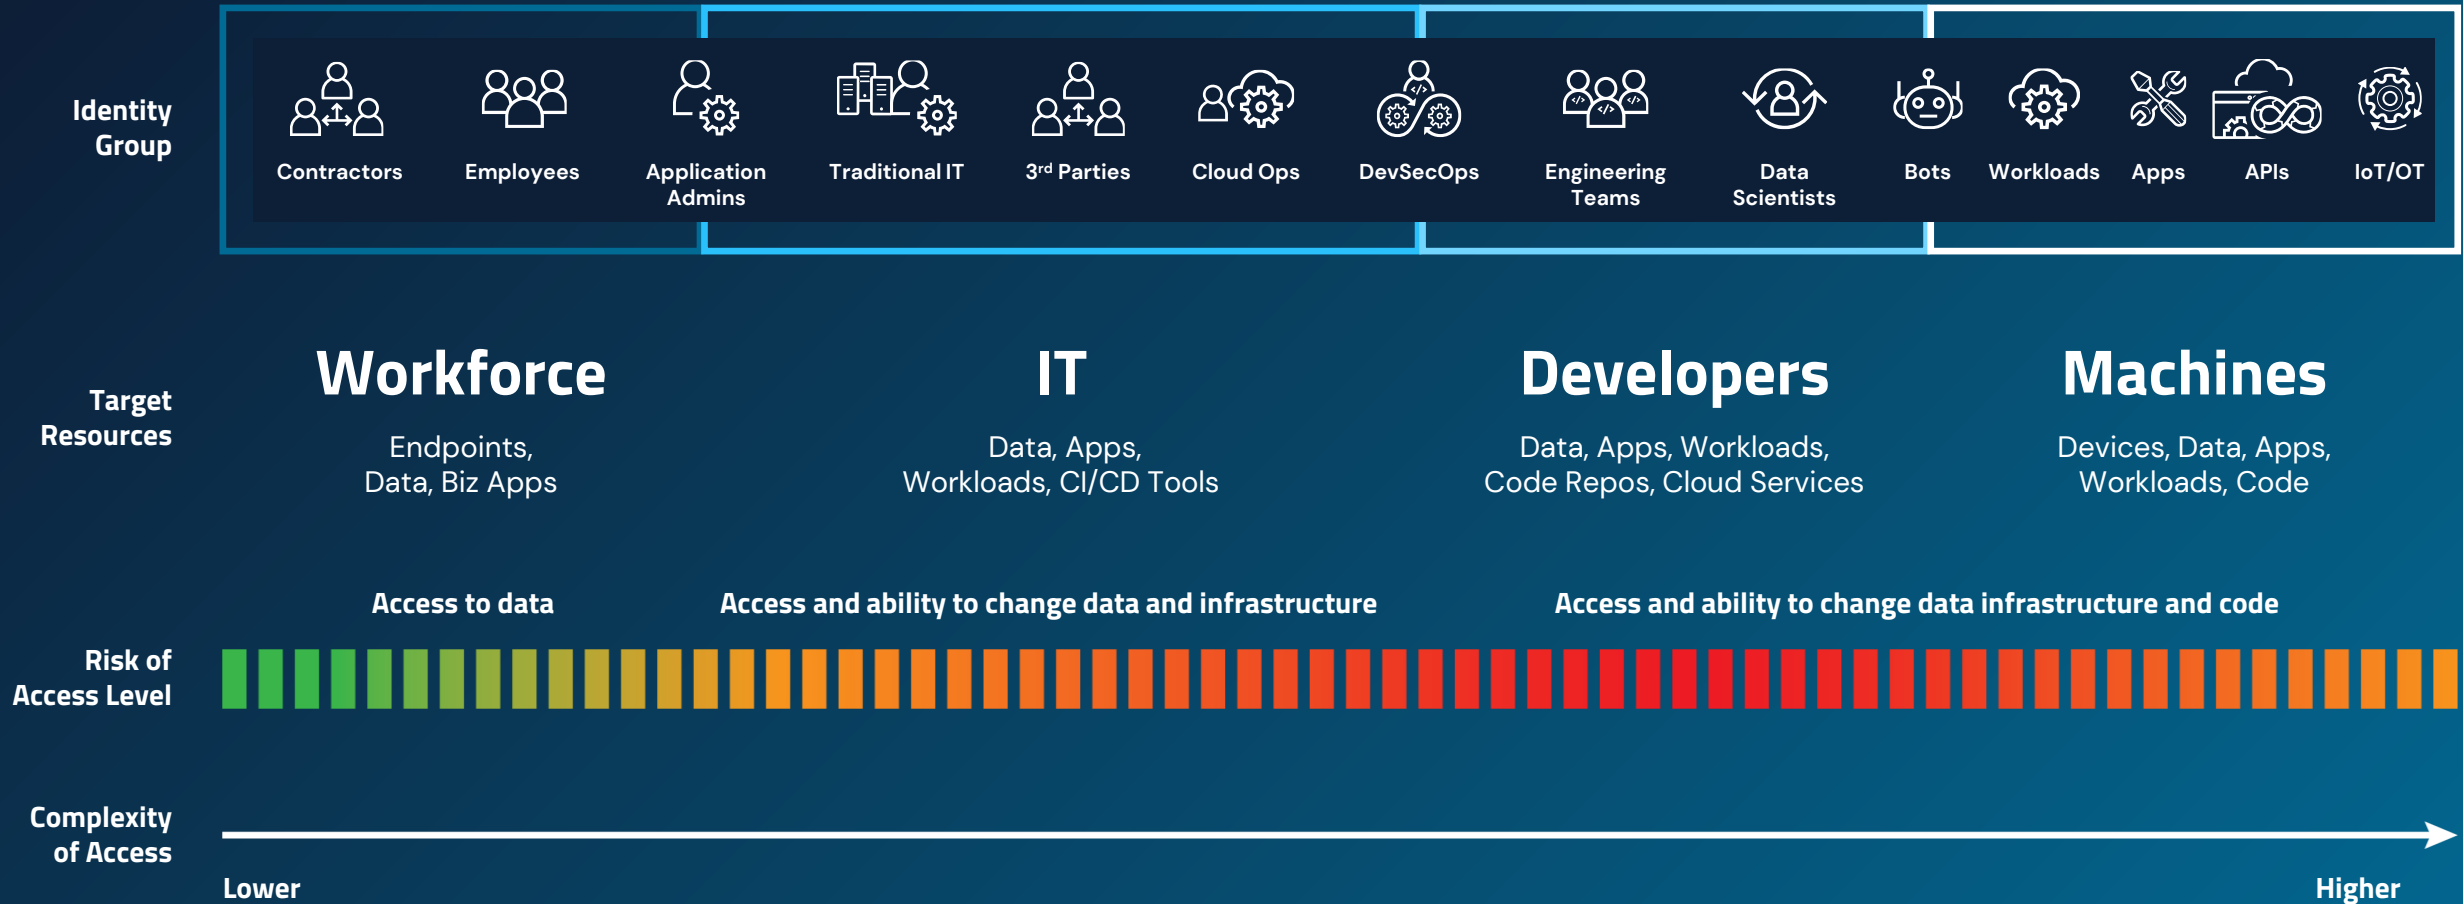 Identity
Group
Contractors
Employees
Application
Admins
Traditional IT
3rd Parties
Cloud Ops
DevSecOps
Engineering
Teams
Data
Scientists
Bots
Workloads
Apps
APIs
IoT/OT
Target
Resources
Workforce
Endpoints,
Data, Biz Apps
IT
Data, Apps,
Workloads, CI/CD Tools
Developers
Data, Apps, Workloads,
Code Repos, Cloud Services
Machines
Devices, Data, Apps,
Workloads, Code
Risk of
Access Level
Access to data
Access and ability to change data and infrastructure
Access and ability to change data infrastructure and code
Complexity
of Access
Lower
Higher